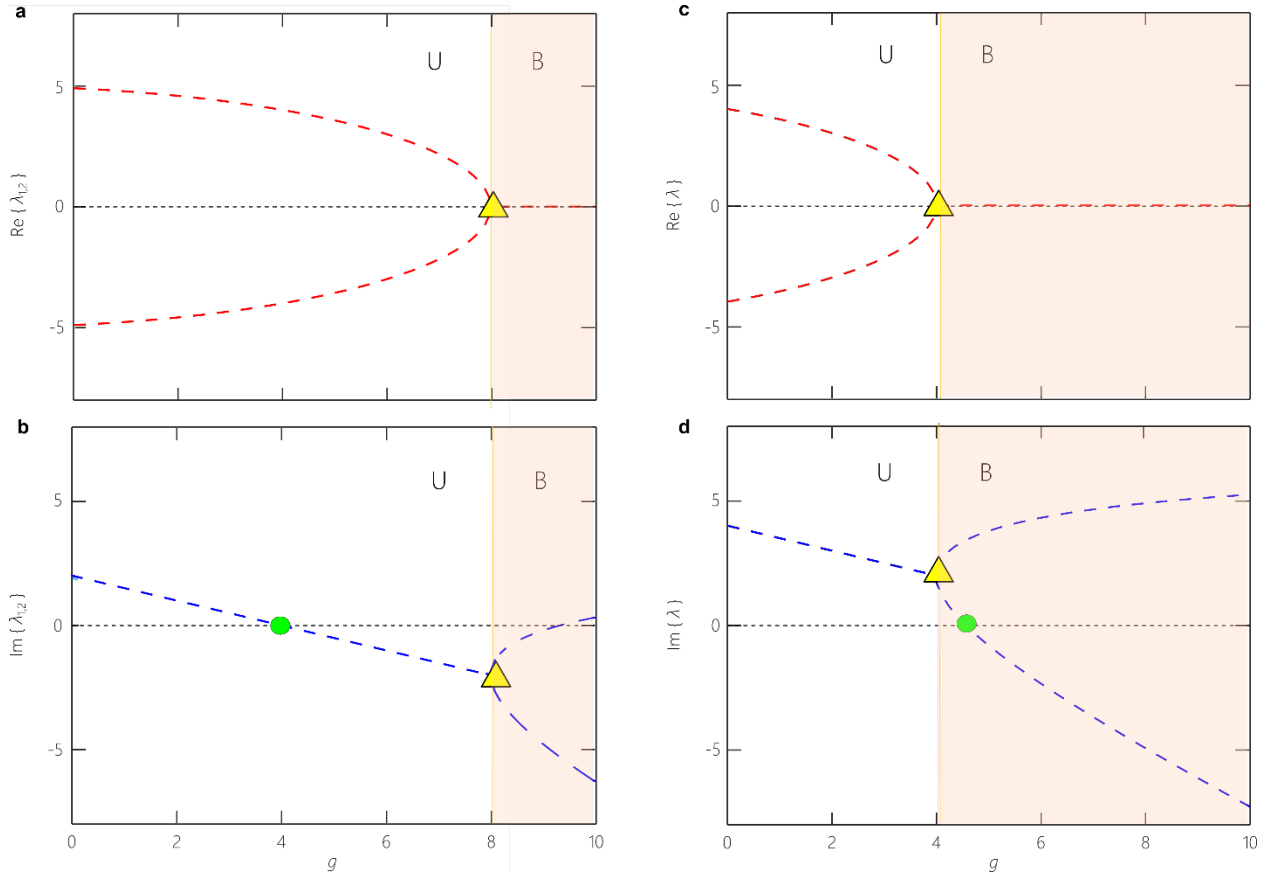 a
U B
5
0
-5
Re { λ1,2 }
b
U B
5
0
-5
Im { λ1,2 }
0 2 4 6 8 10
g
c
U B
5
0
-5
Re { λ }
d
U B
5
0
-5
Im { λ }
0 2 4 6 8 10
g